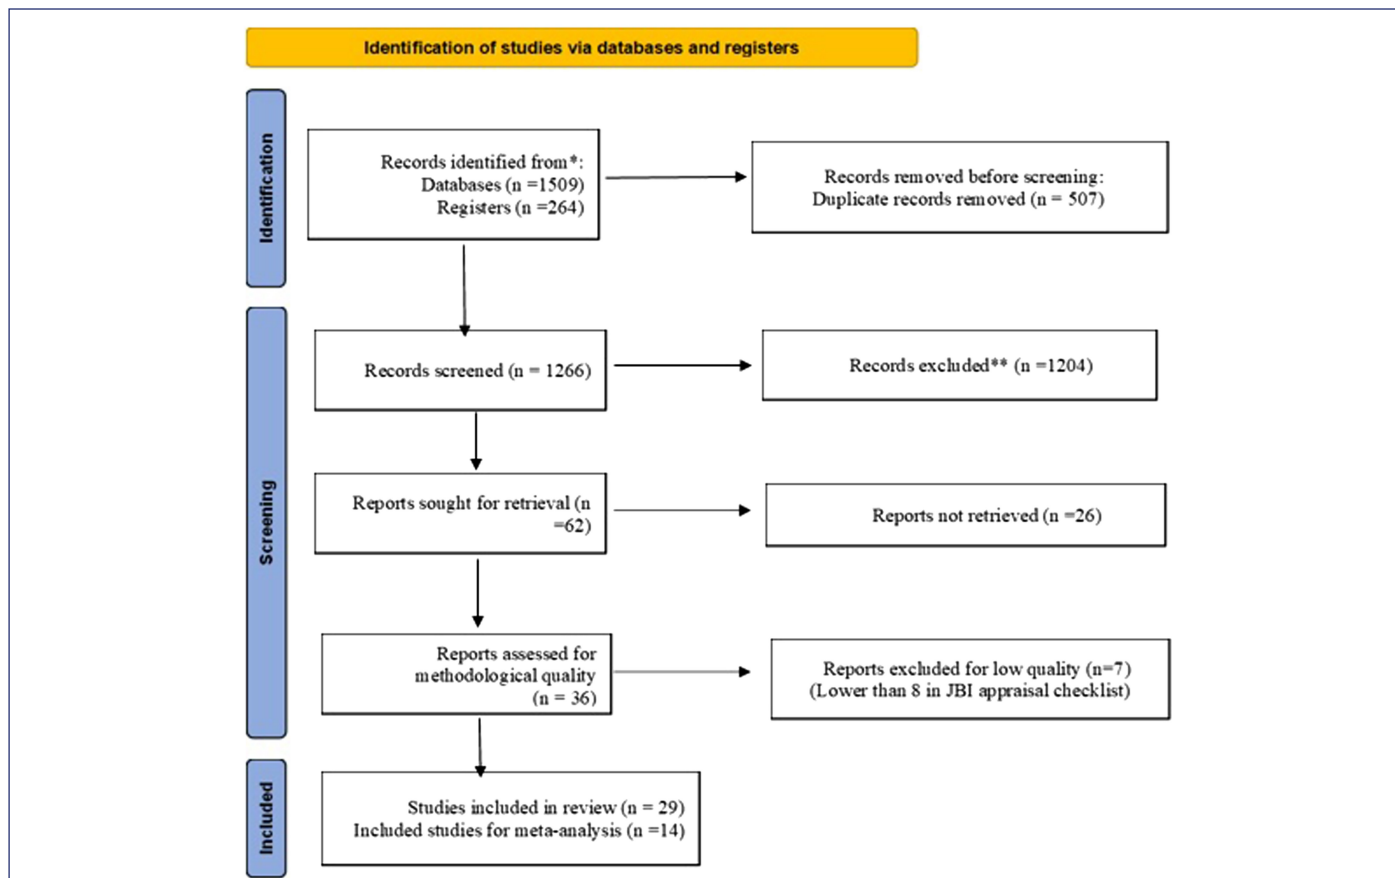 Identification of studies via databases and registers
Identification
Records identified from*:
Databases (n =1509)
Registers (n =264)
Records removed before screening:
Duplicate records removed (n = 507)
Screening
Records screened (n = 1266)
Records excluded** (n =1204)
Reports sought for retrieval (n
=62)
Reports not retrieved (n =26)
Reports assessed for
methodological quality
(n = 36)
Reports excluded for low quality (n=7)
(Lower than 8 in JBI appraisal checklist)
Included
Studies included in review (n = 29)
Included studies for meta-analysis (n =14)